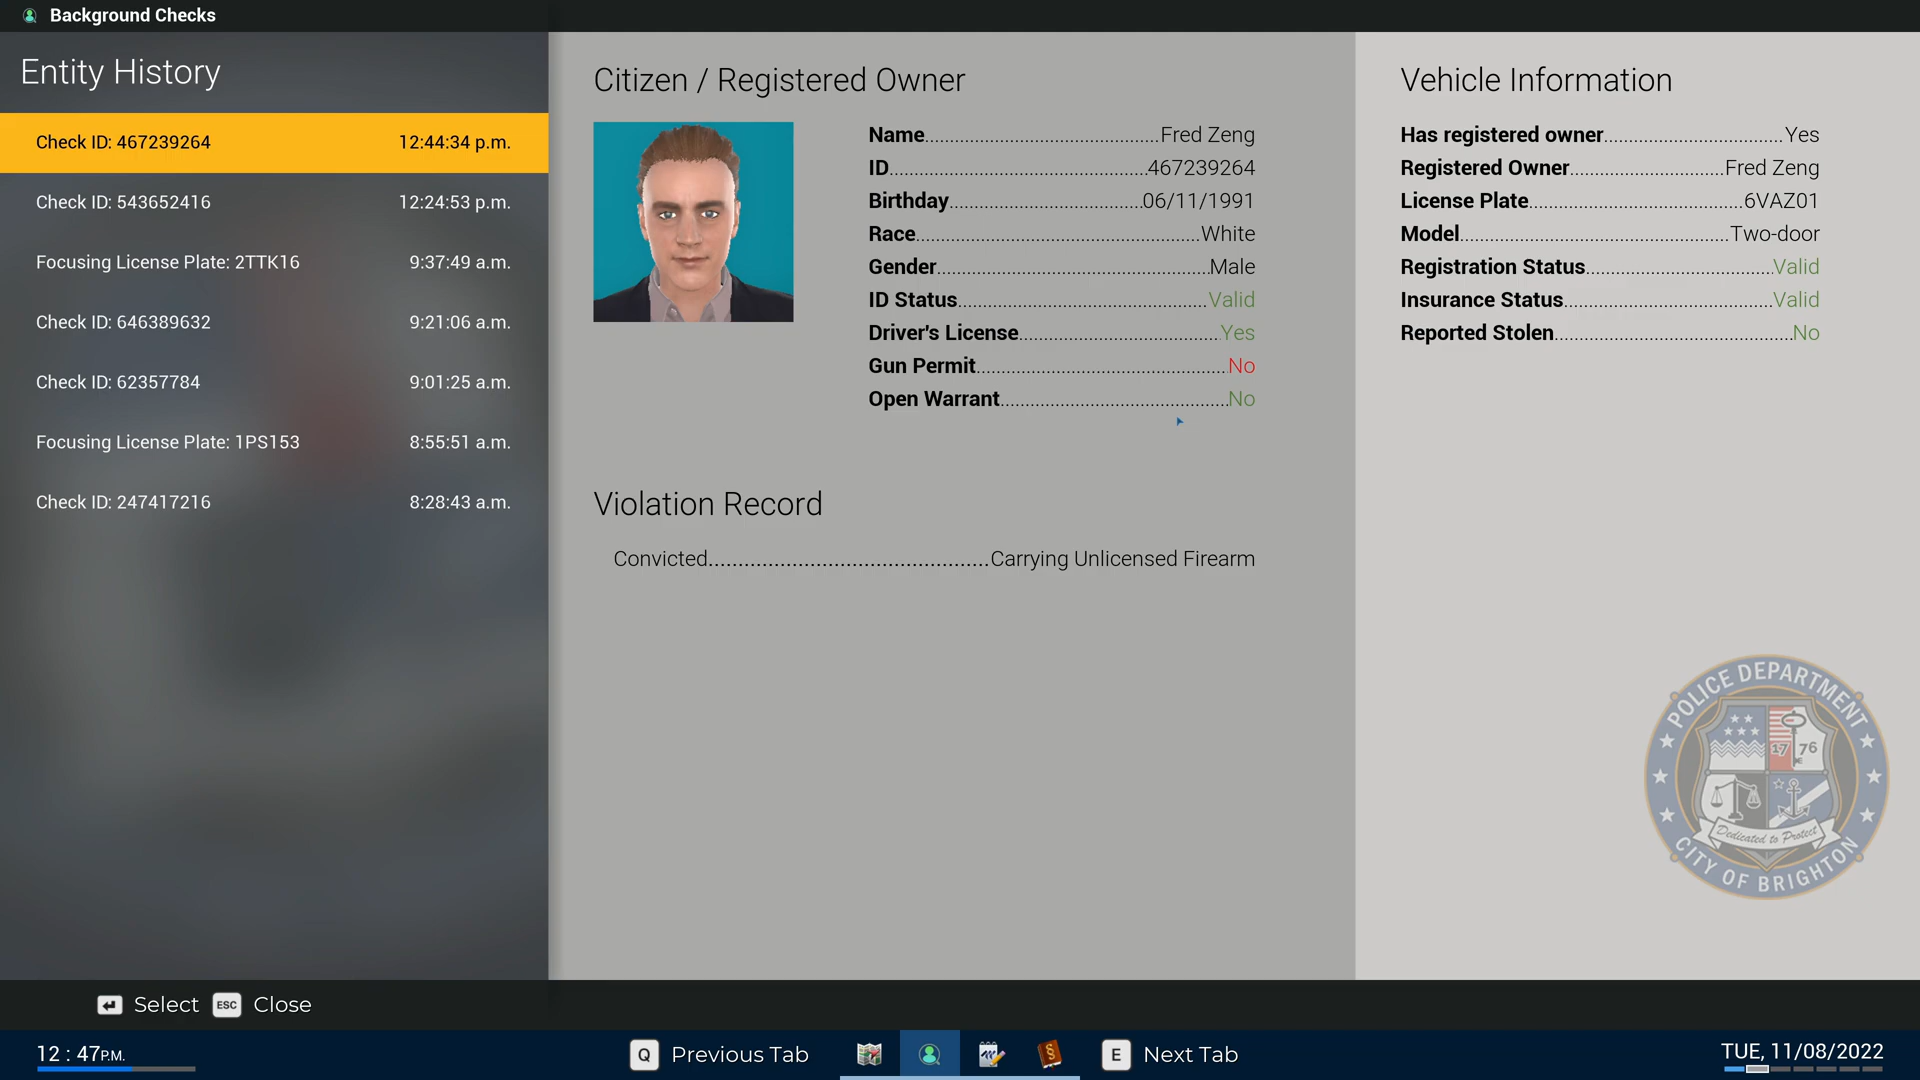 Background Checks
Entity History
Check ID: 467239264 12:44:34 p.m.
Check ID: 543652416 12:24:53 p.m.
Focusing License Plate: 2TTK16 9:37:49 a.m.
Check ID: 646389632 9:21:06 a.m.
Check ID: 62357784 9:01:25 a.m.
Focusing License Plate: 1PS153 8:55:51 a.m.
Check ID: 247417216 8:28:43 a.m.
Citizen / Registered Owner
Name........................................Fred Zeng
ID.............................................467239264
Birthday.................................06/11/1991
Race................................................White
Gender..............................................Male
ID Status..........................................Valid
Driver's License..................................Yes
Gun Permit..........................................No
Open Warrant......................................No
Violation Record
Convicted...............................................Carrying Unlicensed Firearm
Vehicle Information
Has registered owner...............................Yes
Registered Owner..........................Fred Zeng
License Plate....................................6VAZ01
Model..............................................Two-door
Registration Status................................Valid
Insurance Status....................................Valid
Reported Stolen.........................................No
POLICE DEPARTMENT
17 76
Dedicated to Protect
CITY OF BRIGHTON
Select ESC Close
12 : 47 P.M.
Q Previous Tab
§
E Next Tab
TUE, 11/08/2022